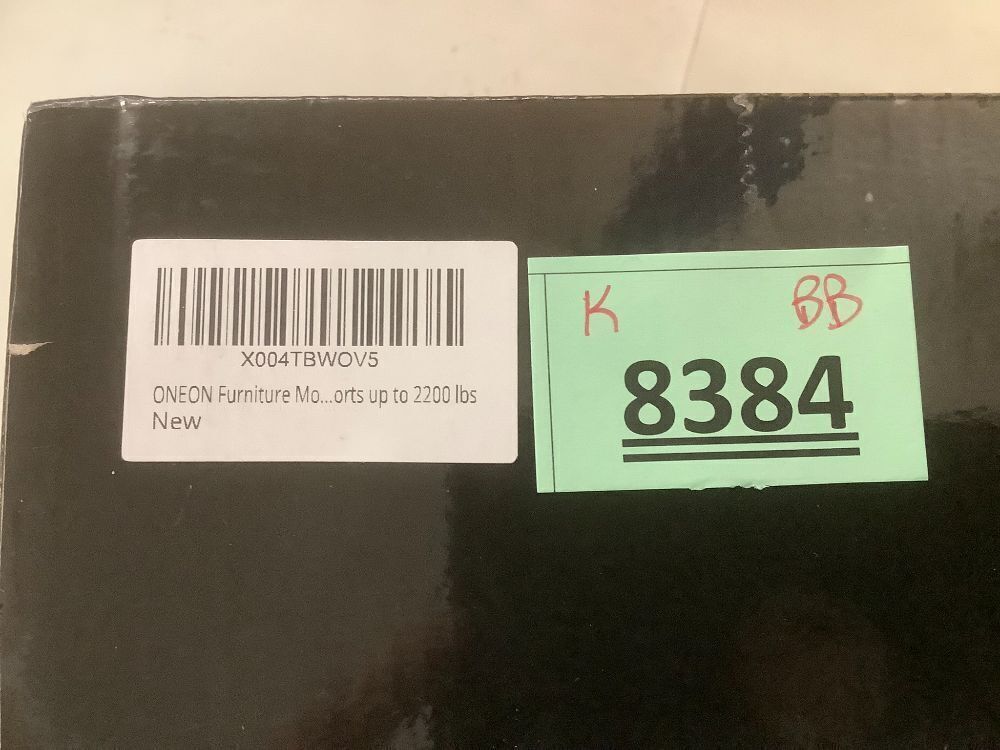 X004TBWOV5
ONEON Furniture Mo...orts up to 2200 lbs
New
K BB
8384